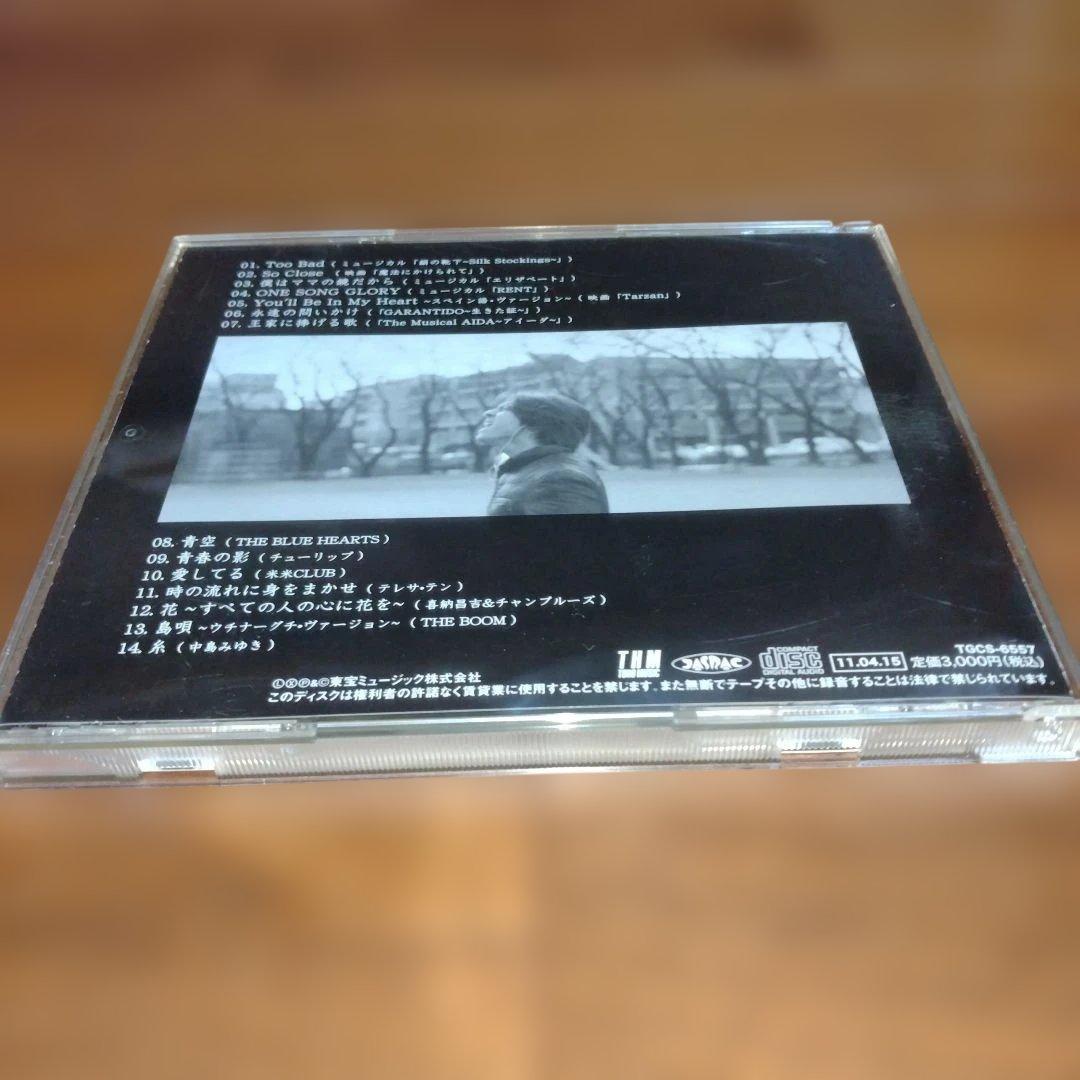 01. Too Bad (ミュージカル「絹の靴下~Silk Stockings~」)
02. So Close (映画「魔法にかけられて」)
03. 僕はママの鏡だから (ミュージカル「エリザベート」)
04. ONE SONG GLORY (ミュージカル「RENT」)
05. You'll Be In My Heart ~スペイン語・ヴァージョン~ (映画「Tarzan」)
06. 永遠の問いかけ (「GARANTIDO~生きた証~」)
07. 王家に捧げる歌 (「The Musical AIDA~アイーダ~」)
08. 青空 (THE BLUE HEARTS)
09. 青春の影 (チューリップ)
10. 愛してる (米米CLUB)
11. 時の流れに身をまかせ (テレサ・テン)
12. 花 ~すべての人の心に花を~ (喜納昌吉&チャンプルーズ)
13. 島唄 ~ウチナーグチ・ヴァージョン~ (THE BOOM)
14. 糸 (中島みゆき)
TGCS-6557
THM TOHO MUSIC JASRAC COMPACT disc DIGITAL AUDIO 11.04.15 定価3,000円(税込)
ⓁⓍⓅ&©東宝ミュージック株式会社
このディスクは権利者の許諾なく賃貸業に使用することを禁じます。また無断でテープその他に録音することは法律で禁じられています。